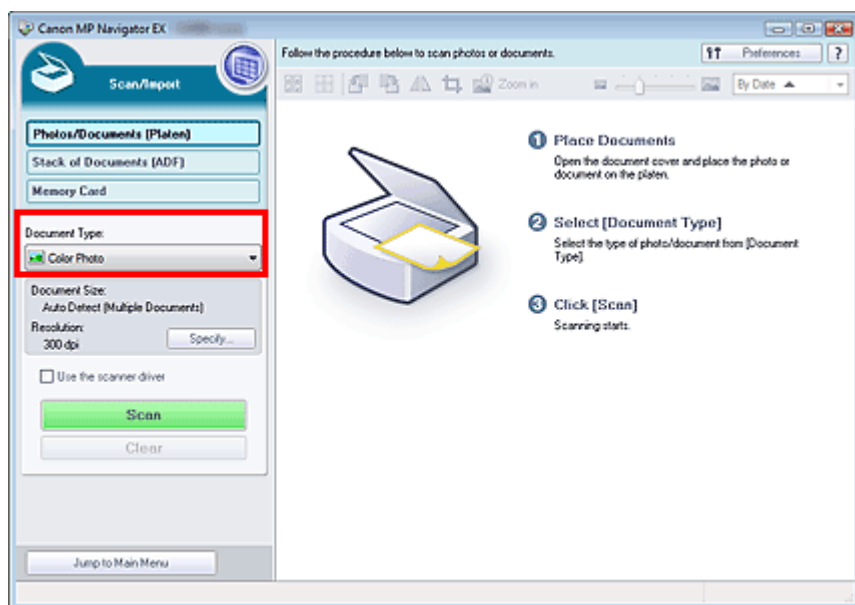 Canon MP Navigator EX
Scan/Import
Photos/Documents (Platen)
Stack of Documents (ADF)
Memory Card
Document Type:
Color Photo
Document Size:
Auto Detect (Multiple Documents)
Resolution:
300 dpi
Specify...
Use the scanner driver
Scan
Clear
Jump to Main Menu
Follow the procedure below to scan photos or documents.
Preferences
?
Zoom in
By Date
1 Place Documents
Open the document cover and place the photo or
document on the platen.
2 Select [Document Type]
Select the type of photo/document from [Document
Type].
3 Click [Scan]
Scanning starts.